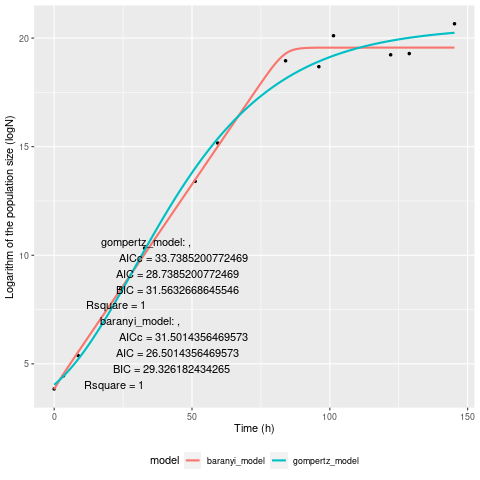 Logarithm of the population size (logN)
20
15
10
5
gompertz_model: ,
AICc = 33.7385200772469
AIC = 28.7385200772469
BIC = 31.5632668645546
Rsquare = 1
baranyi_model: ,
AICc = 31.5014356469573
AIC = 26.5014356469573
BIC = 29.326182434265
Rsquare = 1
0 50 100 150
Time (h)
model baranyi_model gompertz_model